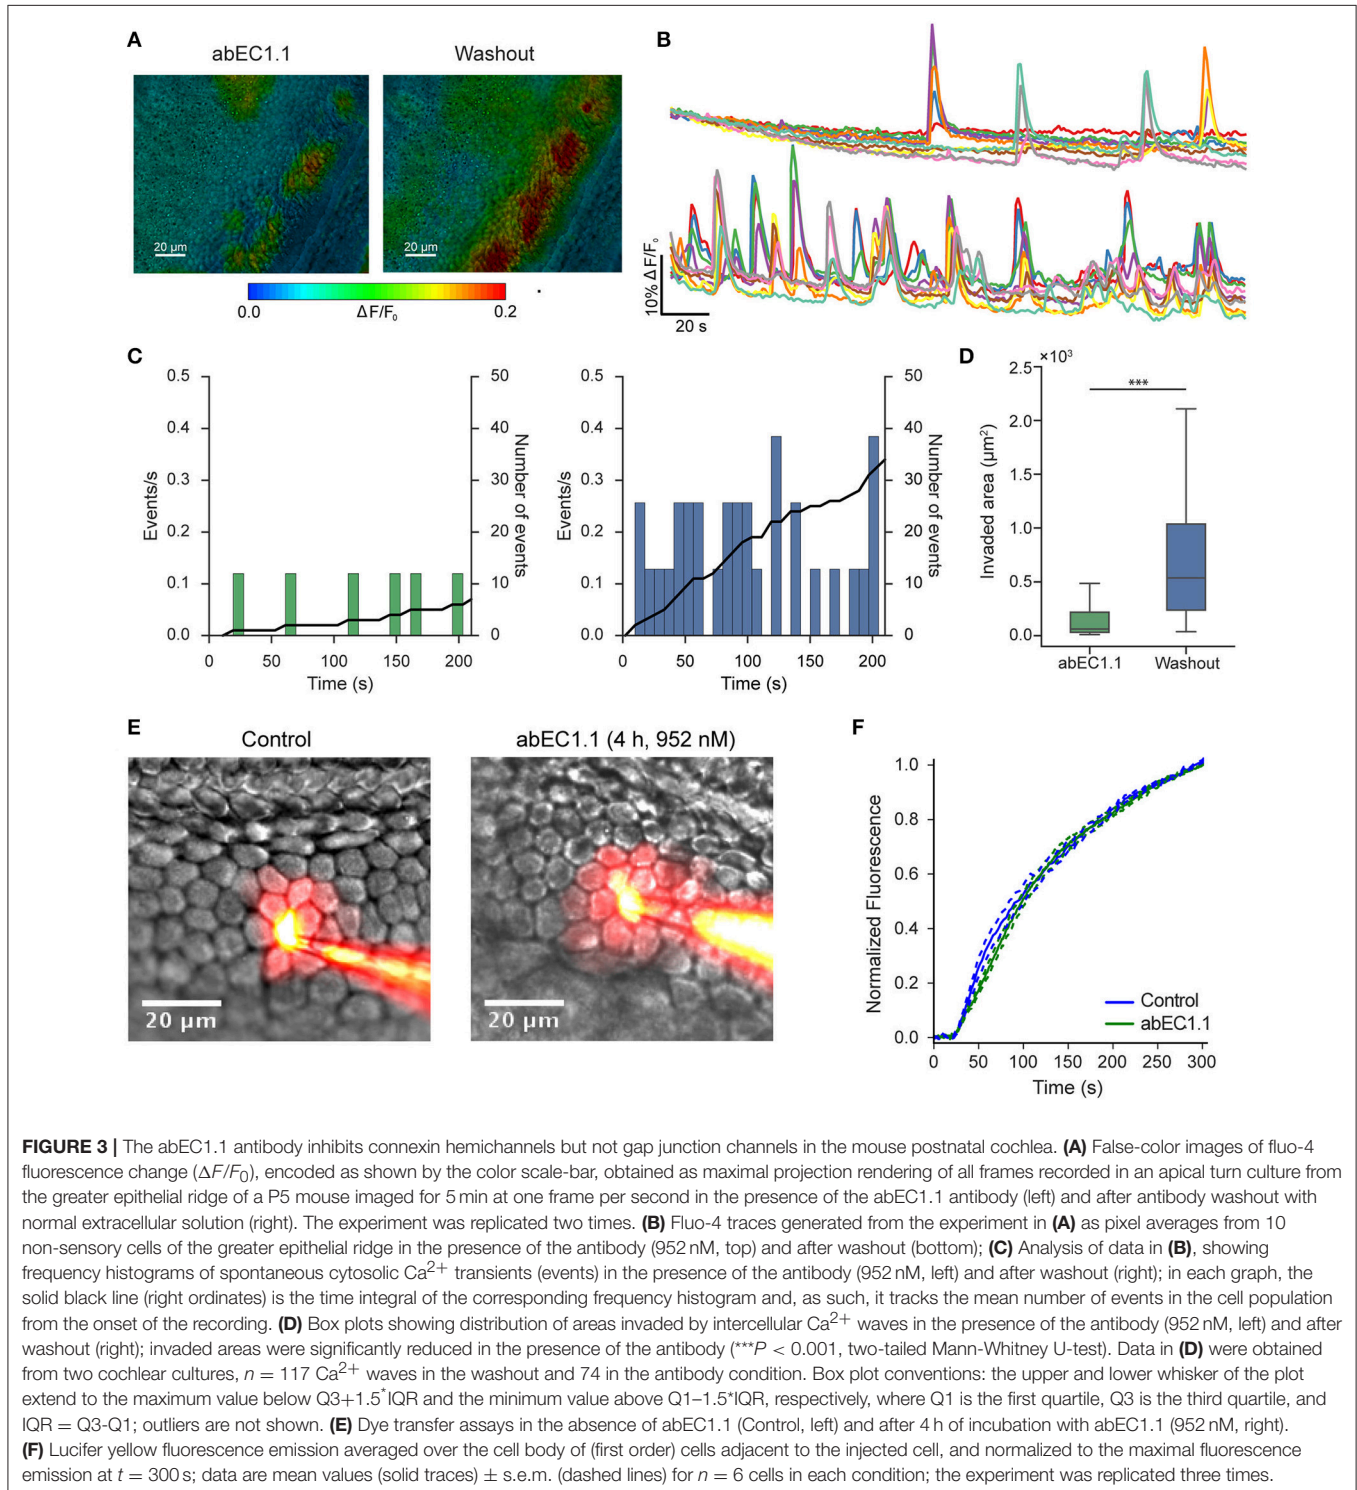 A
abEC1.1
Washout
20 µm
20 µm
0.0
ΔF/F₀
0.2
B
10% ΔF/F₀
20 s
C
Events/s
0.5
0.4
0.3
0.2
0.1
0.0
50
40
30
20
10
0
Number of events
0
50
100
150
200
Time (s)
Events/s
0.5
0.4
0.3
0.2
0.1
0.0
50
40
30
20
10
0
Number of events
0
50
100
150
200
Time (s)
D
×10³
Invaded area (µm²)
2.5
2.0
1.5
1.0
0.5
0.0
***
abEC1.1
Washout
E
Control
abEC1.1 (4 h, 952 nM)
20 µm
20 µm
F
Normalized Fluorescence
1.0
0.8
0.6
0.4
0.2
0.0
Control
abEC1.1
0
50
100
150
200
250
300
Time (s)
FIGURE 3 | The abEC1.1 antibody inhibits connexin hemichannels but not gap junction channels in the mouse postnatal cochlea. (A) False-color images of fluo-4
fluorescence change (ΔF/F₀), encoded as shown by the color scale-bar, obtained as maximal projection rendering of all frames recorded in an apical turn culture from
the greater epithelial ridge of a P5 mouse imaged for 5 min at one frame per second in the presence of the abEC1.1 antibody (left) and after antibody washout with
normal extracellular solution (right). The experiment was replicated two times. (B) Fluo-4 traces generated from the experiment in (A) as pixel averages from 10
non-sensory cells of the greater epithelial ridge in the presence of the antibody (952 nM, top) and after washout (bottom); (C) Analysis of data in (B), showing
frequency histograms of spontaneous cytosolic Ca²⁺ transients (events) in the presence of the antibody (952 nM, left) and after washout (right); in each graph, the
solid black line (right ordinates) is the time integral of the corresponding frequency histogram and, as such, it tracks the mean number of events in the cell population
from the onset of the recording. (D) Box plots showing distribution of areas invaded by intercellular Ca²⁺ waves in the presence of the antibody (952 nM, left) and after
washout (right); invaded areas were significantly reduced in the presence of the antibody (***P < 0.001, two-tailed Mann-Whitney U-test). Data in (D) were obtained
from two cochlear cultures, n = 117 Ca²⁺ waves in the washout and 74 in the antibody condition. Box plot conventions: the upper and lower whisker of the plot
extend to the maximum value below Q3+1.5*IQR and the minimum value above Q1–1.5*IQR, respectively, where Q1 is the first quartile, Q3 is the third quartile, and
IQR = Q3-Q1; outliers are not shown. (E) Dye transfer assays in the absence of abEC1.1 (Control, left) and after 4 h of incubation with abEC1.1 (952 nM, right).
(F) Lucifer yellow fluorescence emission averaged over the cell body of (first order) cells adjacent to the injected cell, and normalized to the maximal fluorescence
emission at t = 300 s; data are mean values (solid traces) ± s.e.m. (dashed lines) for n = 6 cells in each condition; the experiment was replicated three times.